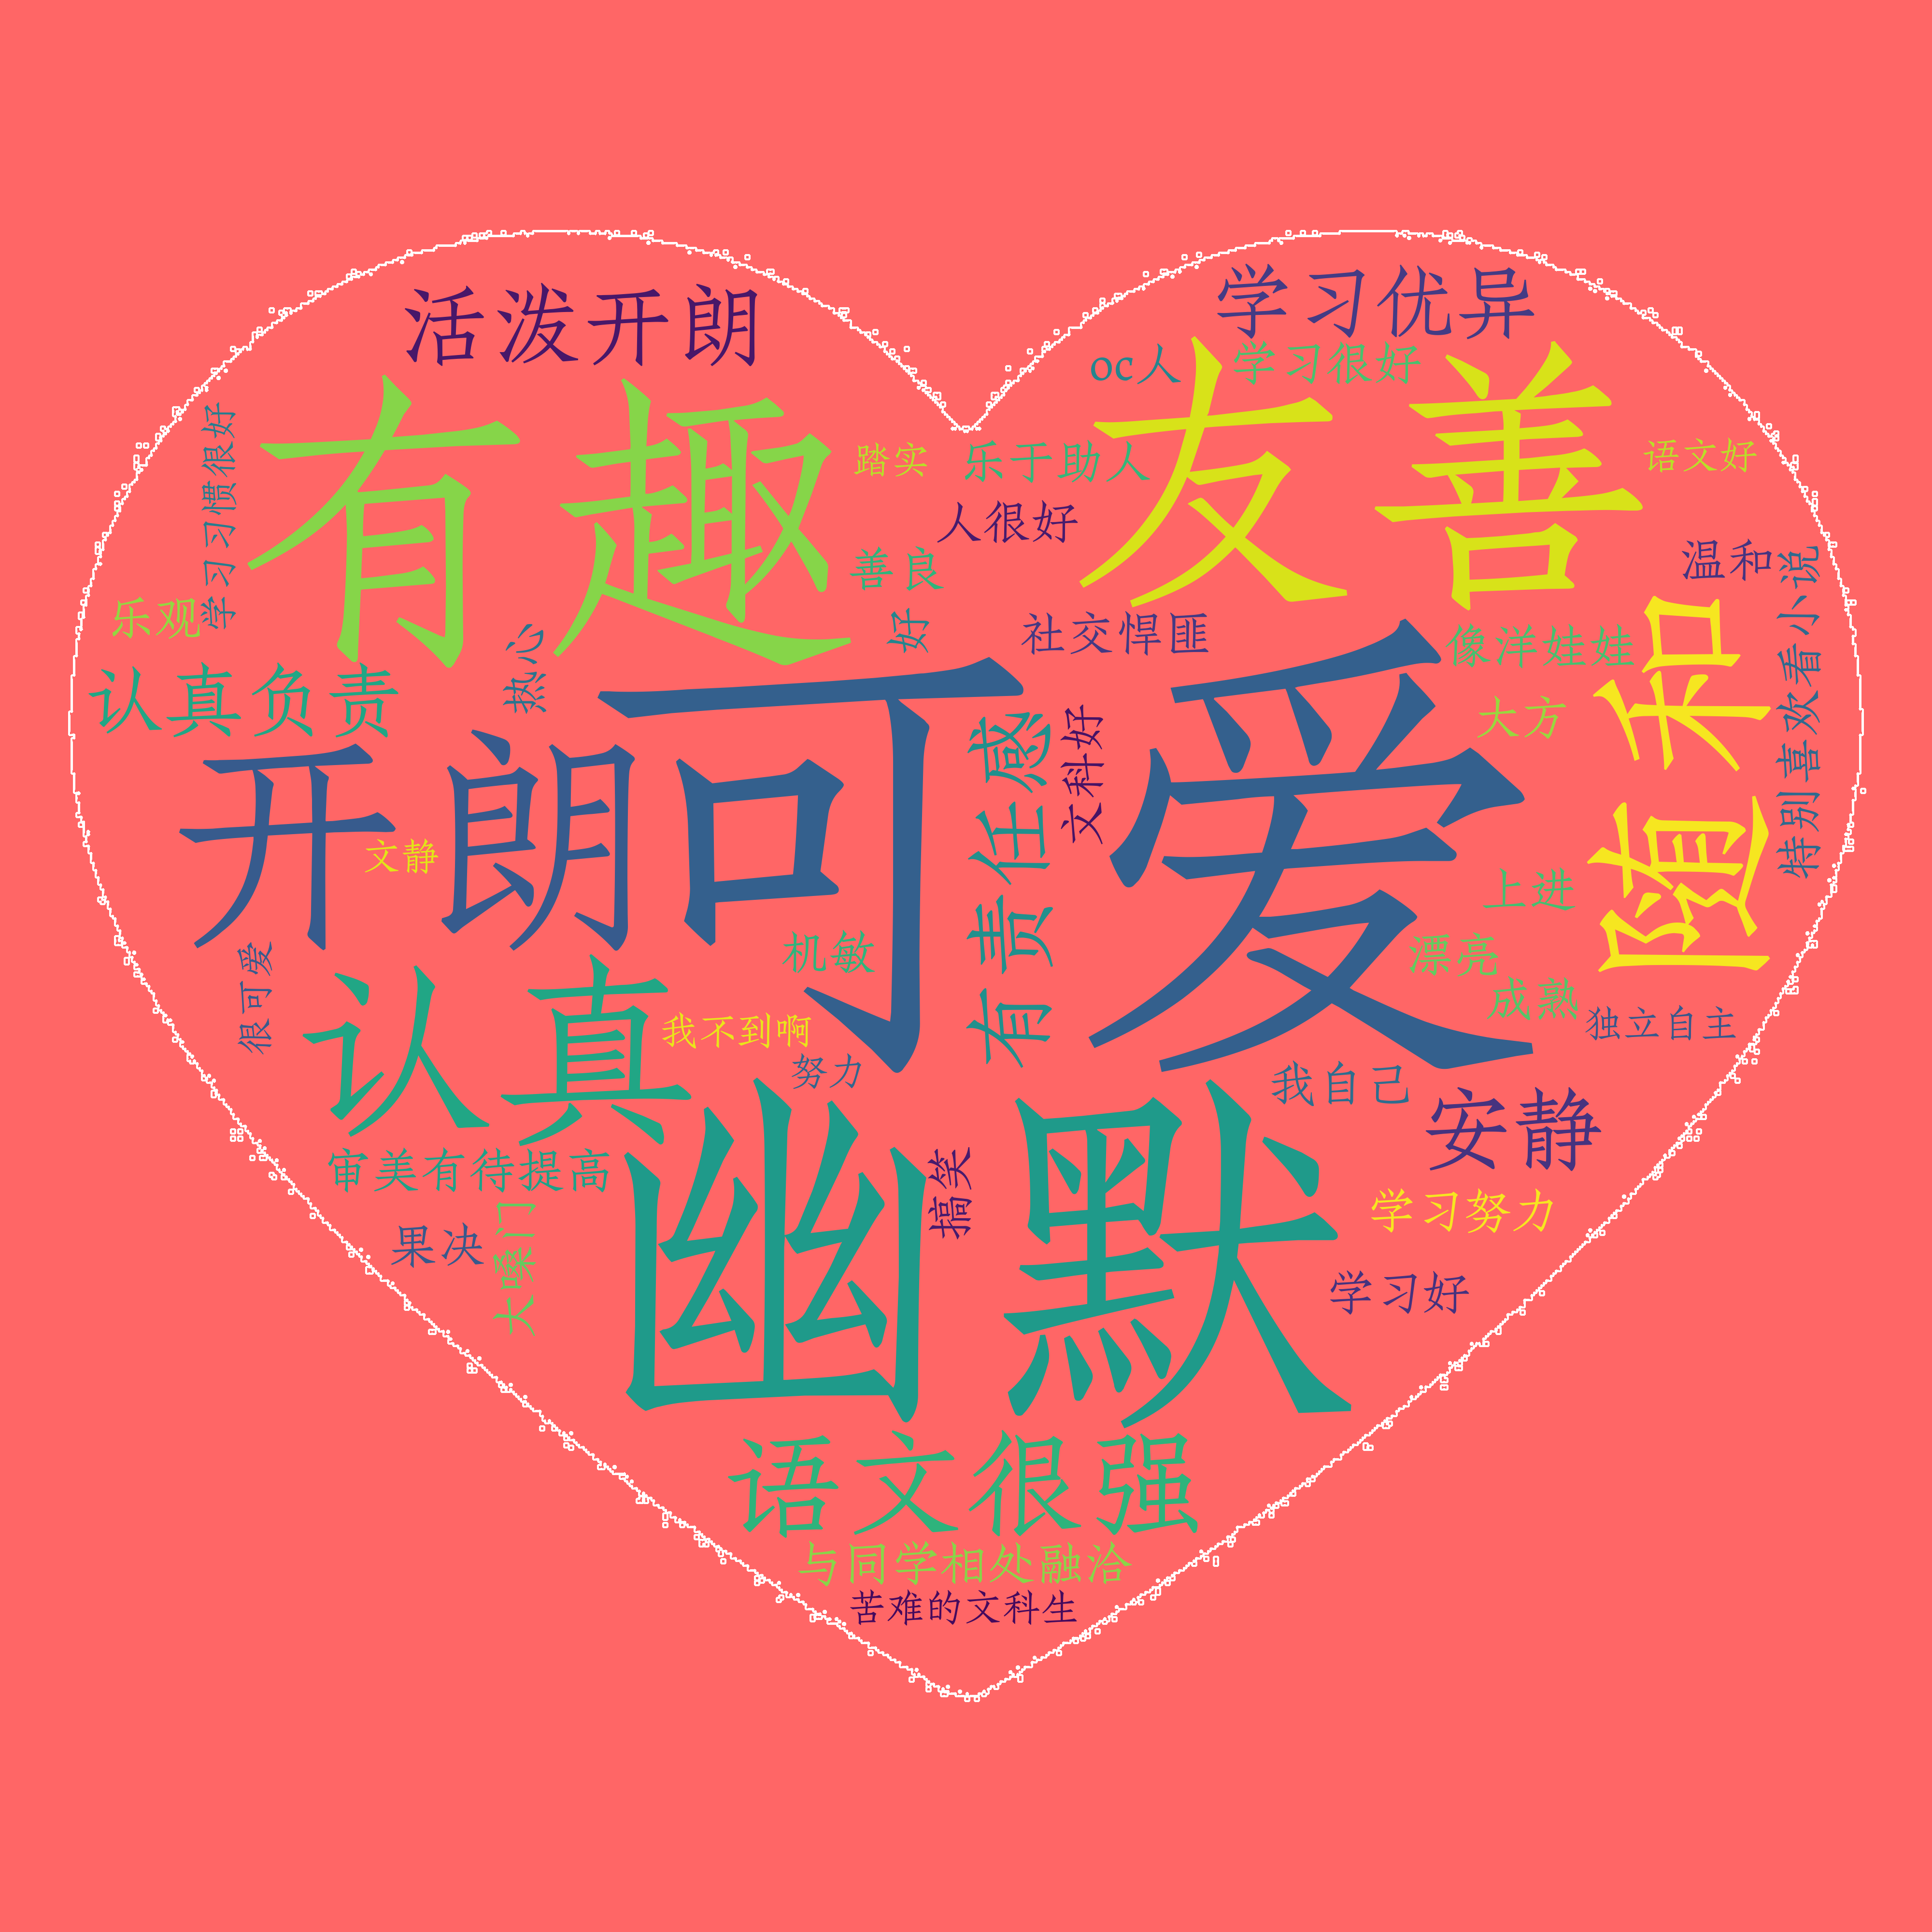 活泼开朗
学习优异
oc人
学习很好
有趣
友善
踏实
乐于助人
语文好
学习习惯很好
人很好
善良
温和
乐观
好
社交悍匪
像洋娃娃
特别喜欢看小说
热心
认真负责
随和
大方
开朗
可爱
有责任感
文科好
文静
上进
机敏
漂亮
很可爱
成熟
认真
我不到啊
独立自主
努力
我自己
安静
幽默
搞笑
审美有待提高
学习努力
果决
大嗓门
学习好
语文很强
与同学相处融洽
苦难的文科生